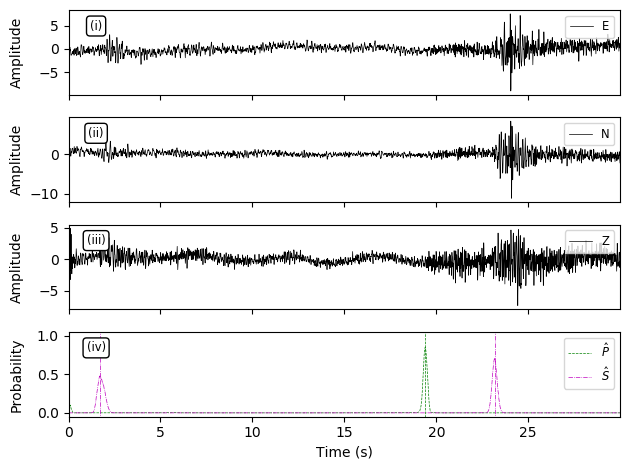 (i)
E
5
0
−5
Amplitude
(ii)
N
0
−10
Amplitude
(iii)
Z
5
0
−5
Amplitude
(iv)
P̂
Ŝ
1.0
0.5
0.0
Probability
0 5 10 15 20 25
Time (s)